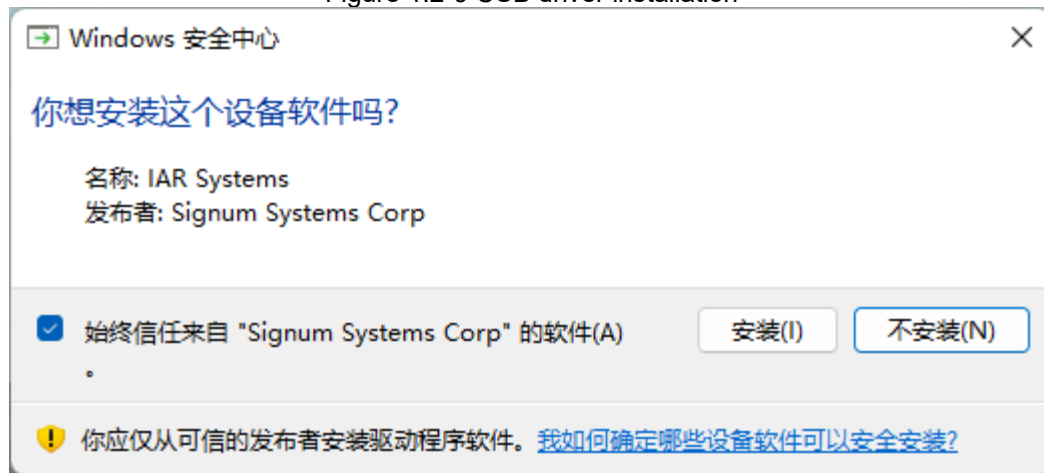 Windows 安全中心
你想安装这个设备软件吗?
名称: IAR Systems
发布者: Signum Systems Corp
始终信任来自 "Signum Systems Corp" 的软件(A)
。
安装(I)
不安装(N)
你应仅从可信的发布者安装驱动程序软件。我如何确定哪些设备软件可以安全安装?